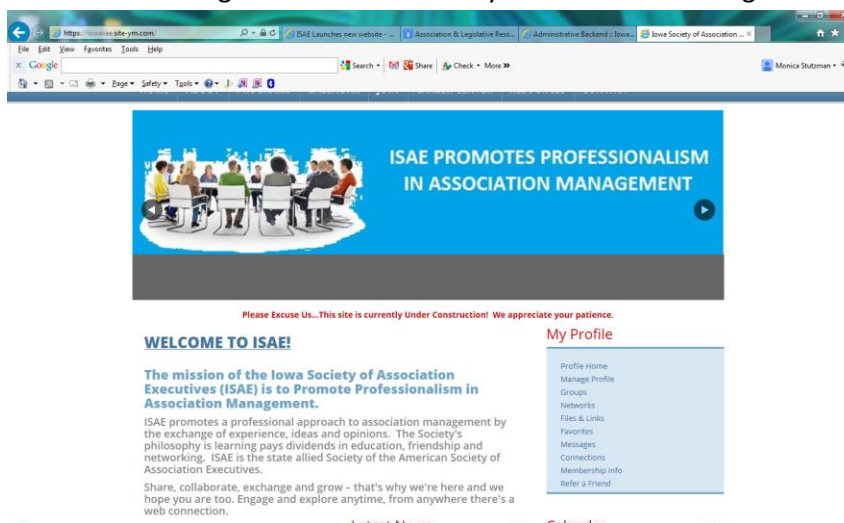 https://iowasae.site-ym.com/
ISAE Launches new website - ...
Association & Legislative Reso...
Administrative Backend :: Iowa...
Iowa Society of Association ...
File Edit View Favorites Tools Help
Google
Search
Share
Check
More
Monica Stutzman
Page Safety Tools
ISAE PROMOTES PROFESSIONALISM
IN ASSOCIATION MANAGEMENT
Please Excuse Us...This site is currently Under Construction! We appreciate your patience.
WELCOME TO ISAE!
The mission of the Iowa Society of Association
Executives (ISAE) is to Promote Professionalism in
Association Management.
ISAE promotes a professional approach to association management by
the exchange of experience, ideas and opinions. The Society's
philosophy is learning pays dividends in education, friendship and
networking. ISAE is the state allied Society of the American Society of
Association Executives.
Share, collaborate, exchange and grow – that's why we're here and we
hope you are too. Engage and explore anytime, from anywhere there's a
web connection.
My Profile
Profile Home
Manage Profile
Groups
Networks
Files & Links
Favorites
Messages
Connections
Membership Info
Refer a Friend
Latest News
Calendar